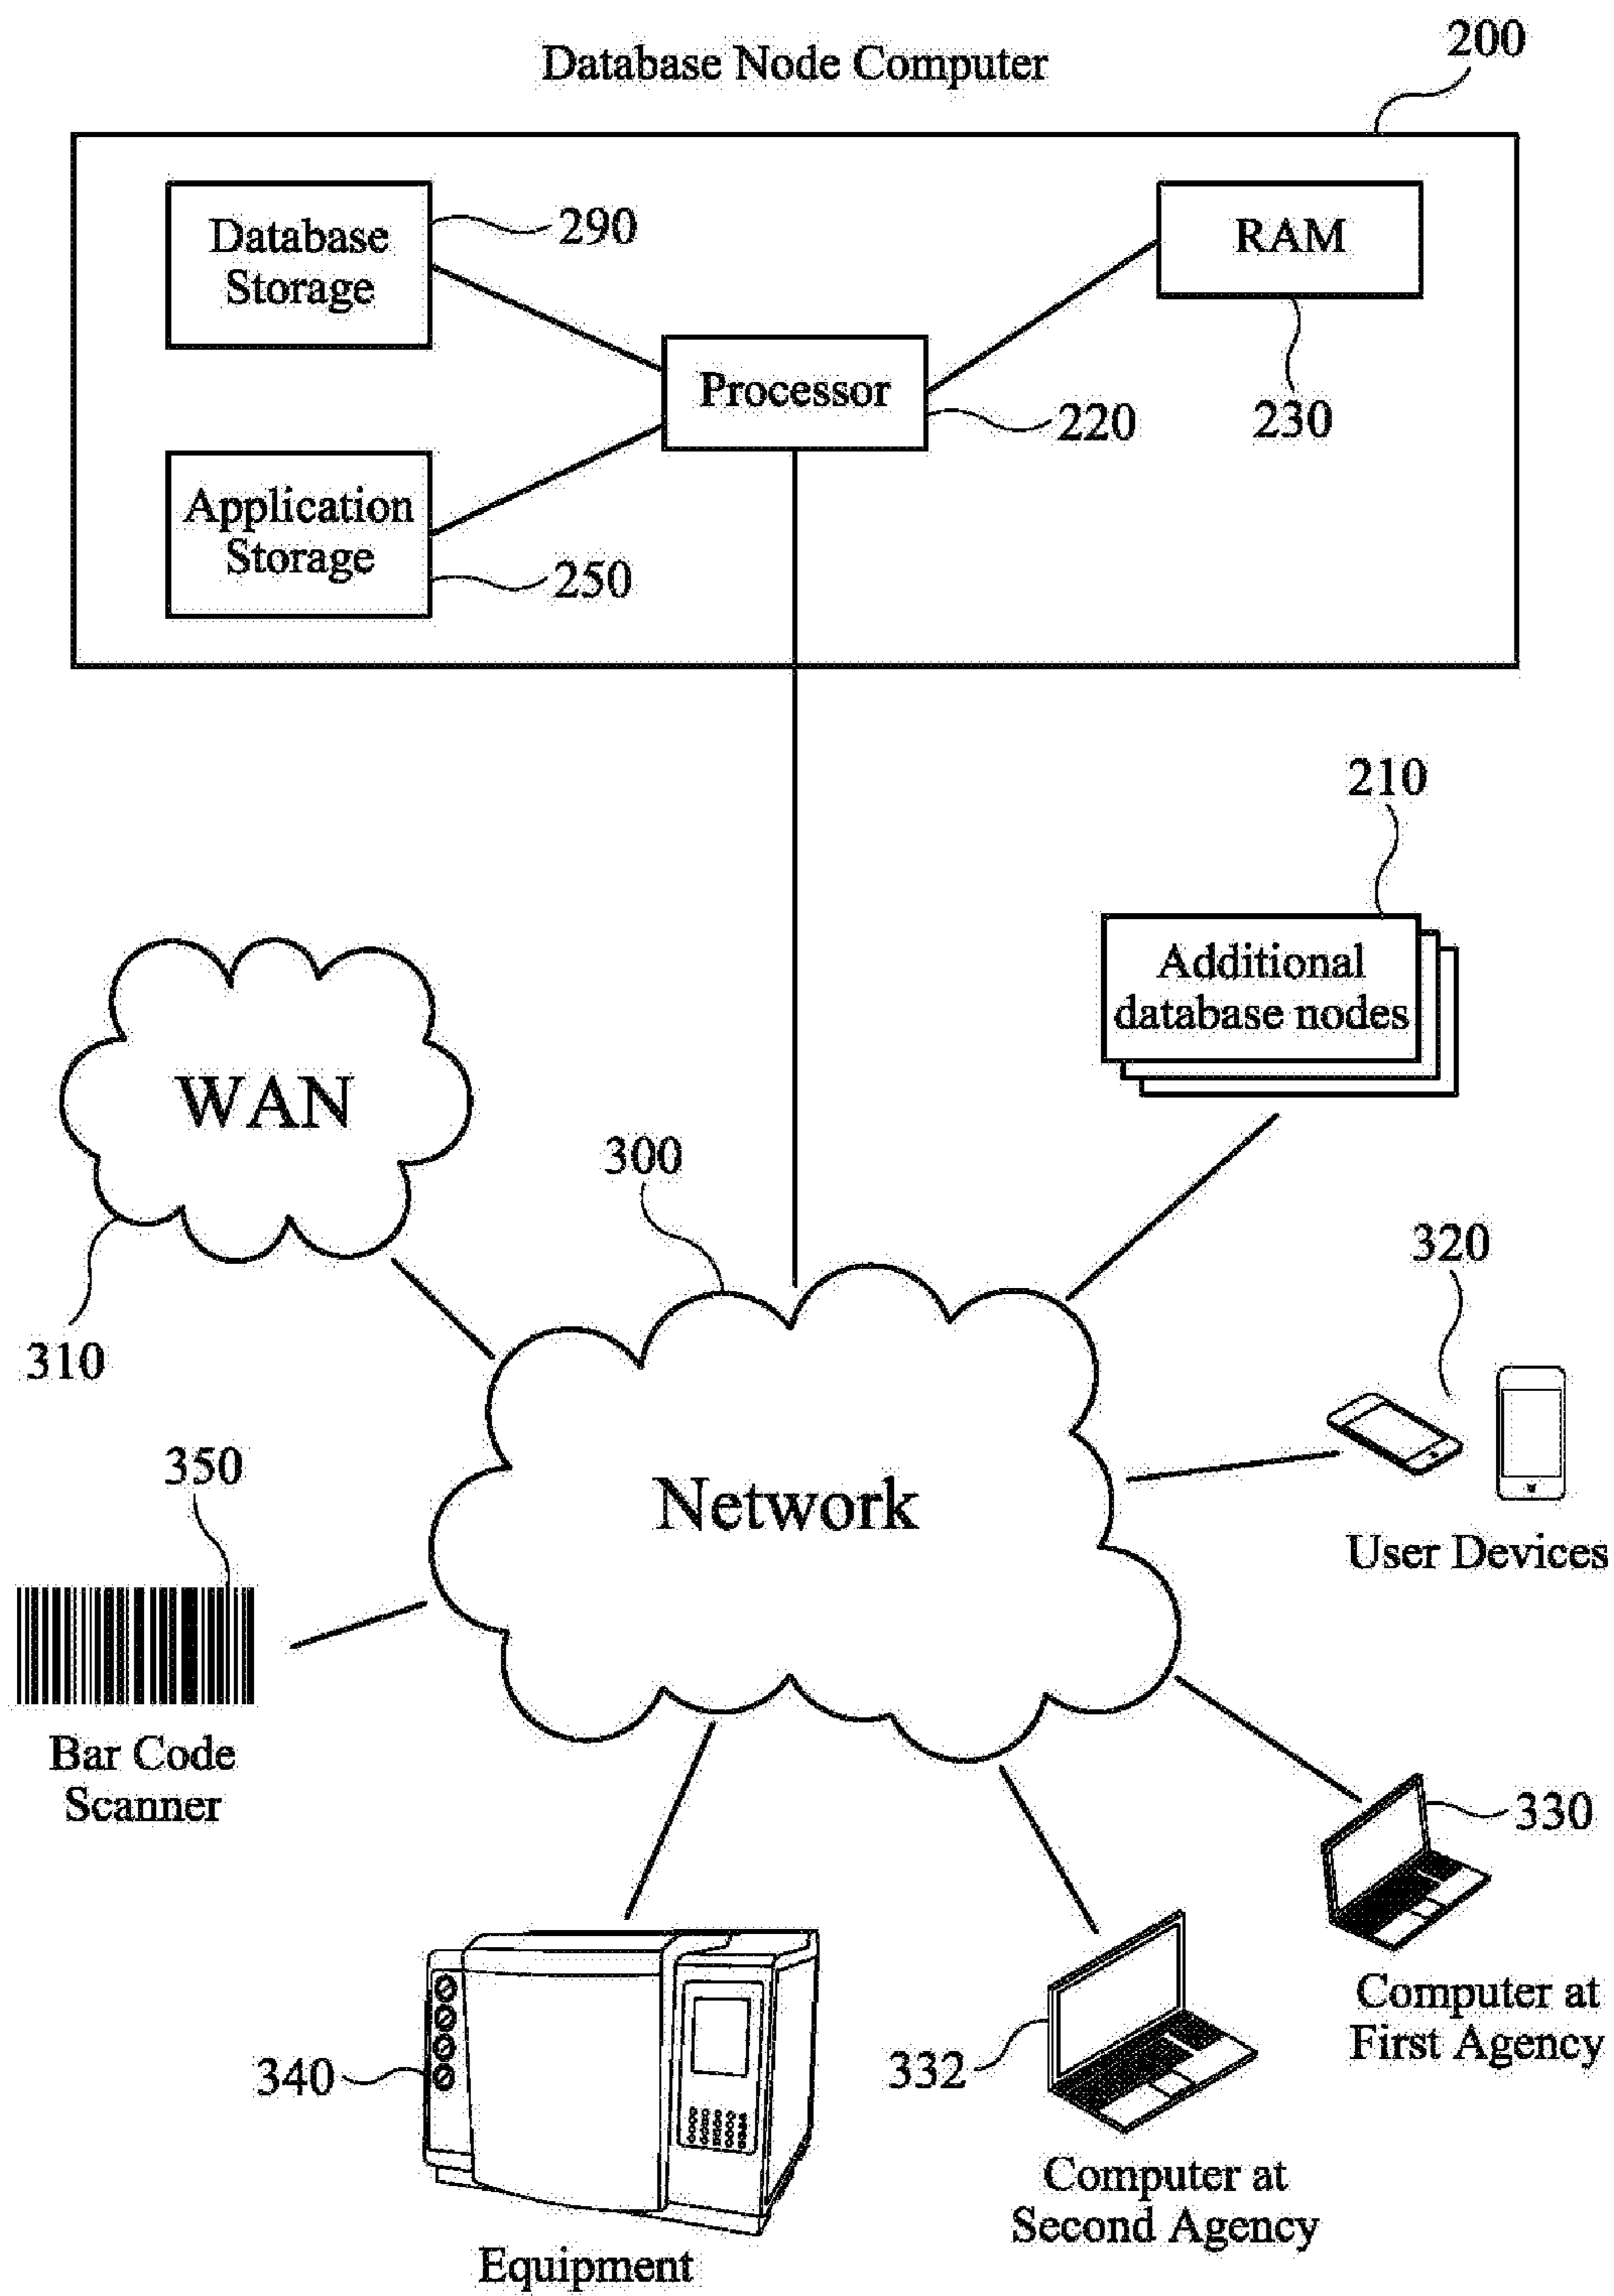 Database Node Computer
200
Database
Storage
290
RAM
230
Processor
220
Application
Storage
250
210
Additional
database nodes
WAN
310
300
Network
320
User Devices
350
Bar Code
Scanner
330
Computer at
First Agency
332
Computer at
Second Agency
340
Equipment